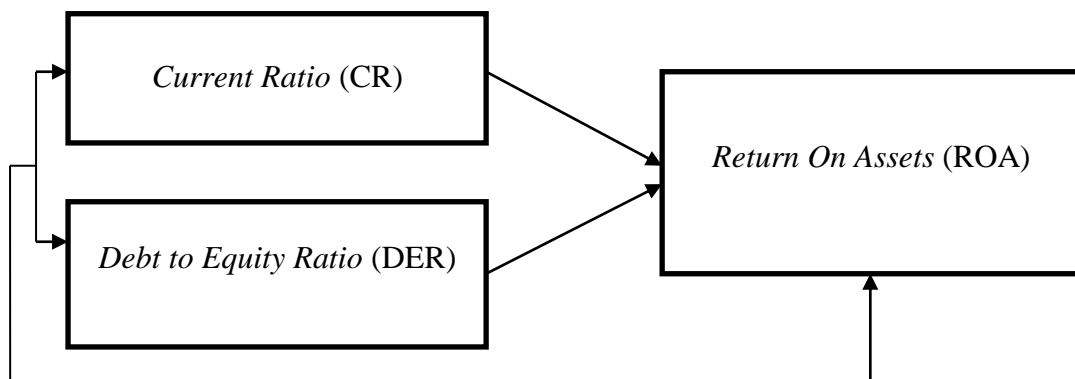 Current Ratio (CR)
Return On Assets (ROA)
Debt to Equity Ratio (DER)